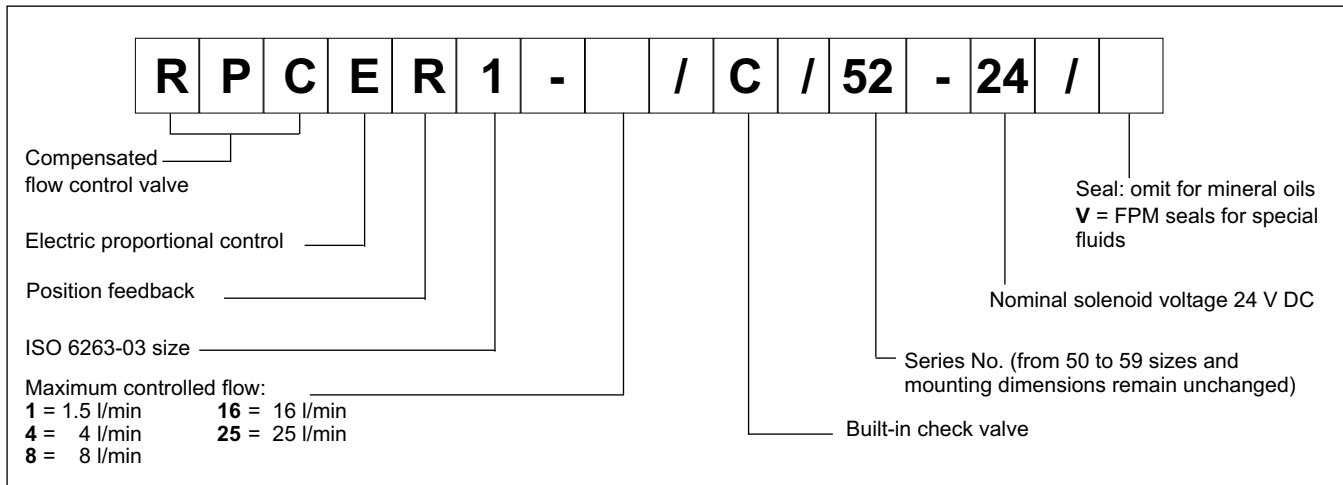 R P C E R 1 - / C / 52 - 24 /
Compensated
flow control valve
Electric proportional control
Position feedback
ISO 6263-03 size
Maximum controlled flow:
1 = 1.5 l/min 16 = 16 l/min
4 = 4 l/min 25 = 25 l/min
8 = 8 l/min
Seal: omit for mineral oils
V = FPM seals for special
fluids
Nominal solenoid voltage 24 V DC
Series No. (from 50 to 59 sizes and
mounting dimensions remain unchanged)
Built-in check valve